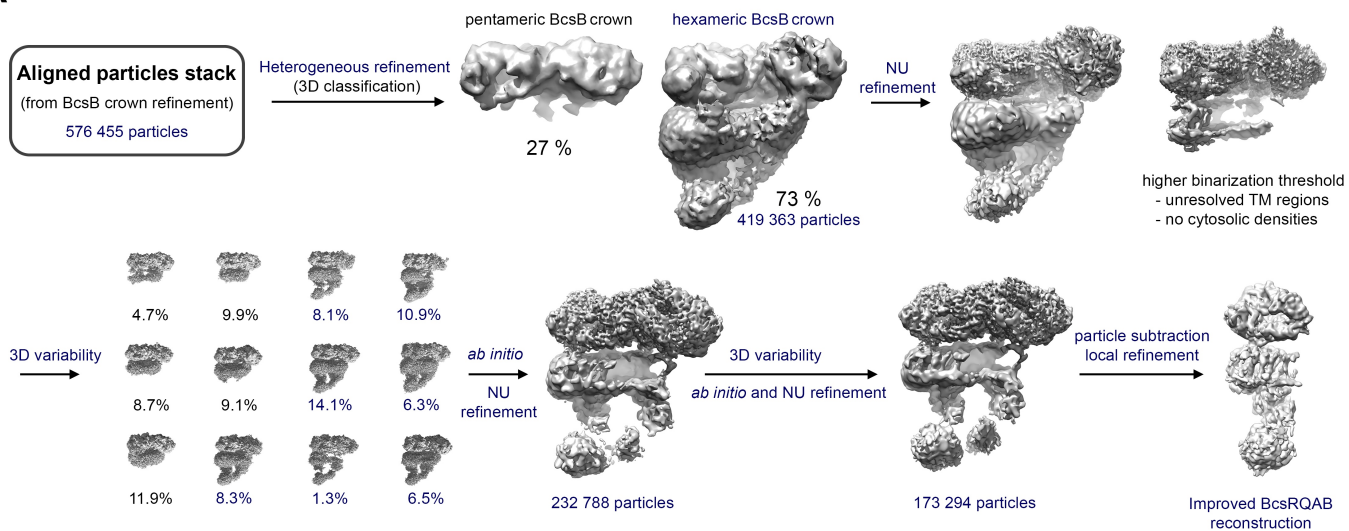 pentameric BcsB crown
hexameric BcsB crown
Aligned particles stack
(from BcsB crown refinement)
576 455 particles
Heterogeneous refinement
(3D classification)
27 %
73 %
419 363 particles
NU
refinement
higher binarization threshold
- unresolved TM regions
- no cytosolic densities
3D variability
4.7%
9.9%
8.1%
10.9%
8.7%
9.1%
14.1%
6.3%
11.9%
8.3%
1.3%
6.5%
ab initio
NU
refinement
232 788 particles
3D variability
ab initio and NU refinement
173 294 particles
particle subtraction
local refinement
Improved BcsRQAB
reconstruction